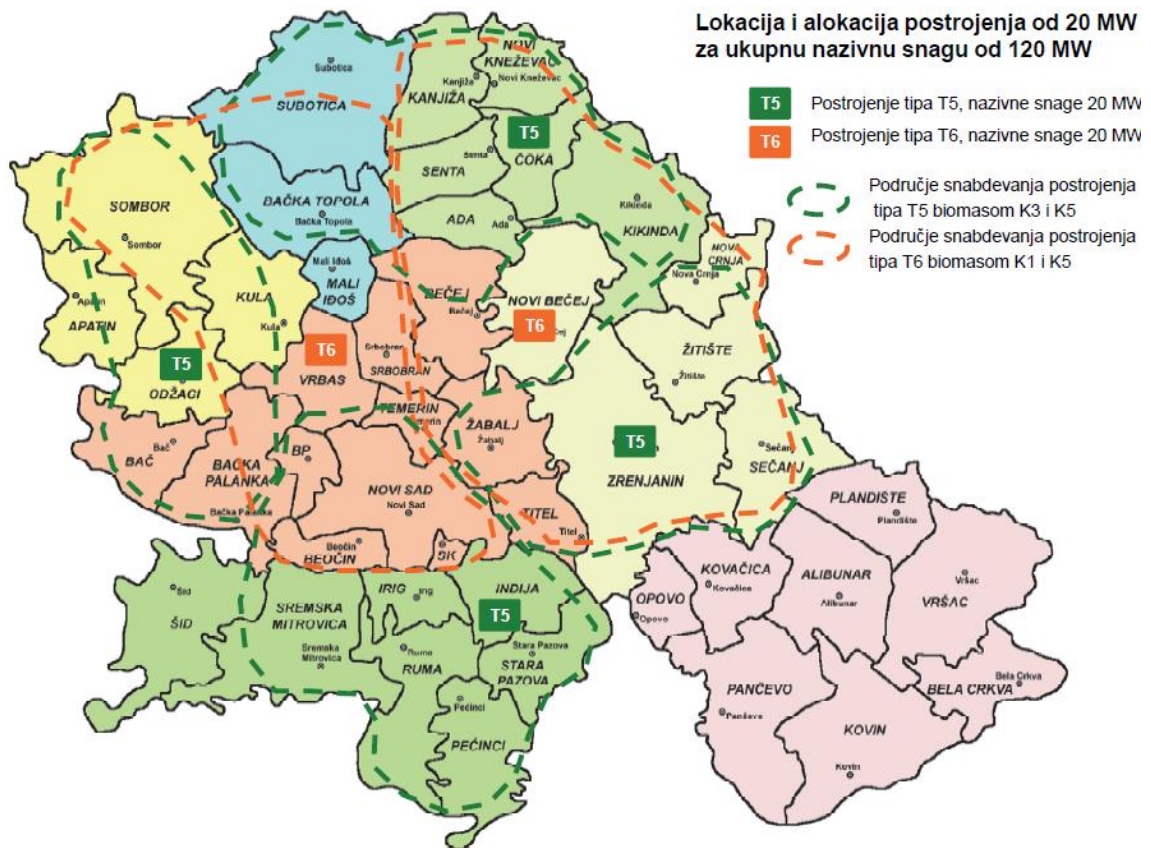 Lokacija i alokacija postrojenja od 20 MW
za ukupnu nazivnu snagu od 120 MW
T5 Postrojenje tipa T5, nazivne snage 20 MW
T6 Postrojenje tipa T6, nazivne snage 20 MW
Područje snabdevanja postrojenja
tipa T5 biomasom K3 i K5
Područje snabdevanja postrojenja
tipa T6 biomasom K1 i K5
Subotica
SUBOTICA
NOVI
KNEŽEVAC
Novi Kneževac
Kanjiža
KANJIŽA
T5
ČOKA
Senta
SENTA
BAČKA TOPOLA
Bačka Topola
ADA
Ada
Kikinda
KIKINDA
SOMBOR
Sombor
Mali Iđoš
MALI
IĐOŠ
BEČEJ
Bečej
NOVI BEČEJ
T6
NOVA
CRNJA
Nova Crnja
Apatin
APATIN
KULA
Kula
T5
ODŽACI
T6
VRBAS
Srbobran
SRBOBRAN
ŽITIŠTE
Žitište
TEMERIN
ŽABALJ
Žabalj
T5
ZRENJANIN
Sečanj
SEČANJ
Bač
BAČ
BAČKA
PALANKA
Bačka Palanka
BP
NOVI SAD
Novi Sad
TITEL
Titel
Beočin
BEOČIN
SK
PLANDIŠTE
Plandište
KOVAČICA
Kovačica
ALIBUNAR
Alibunar
Vršac
VRŠAC
OPOVO
Opovo
Šid
ŠID
SREMSKA
MITROVICA
Sremska
Mitrovica
IRIG
INĐIJA
T5
Ruma
RUMA
Stara Pazova
STARA
PAZOVA
Pećinci
PEĆINCI
PANČEVO
Pančevo
Bela Crkva
BELA CRKVA
KOVIN
Kovin